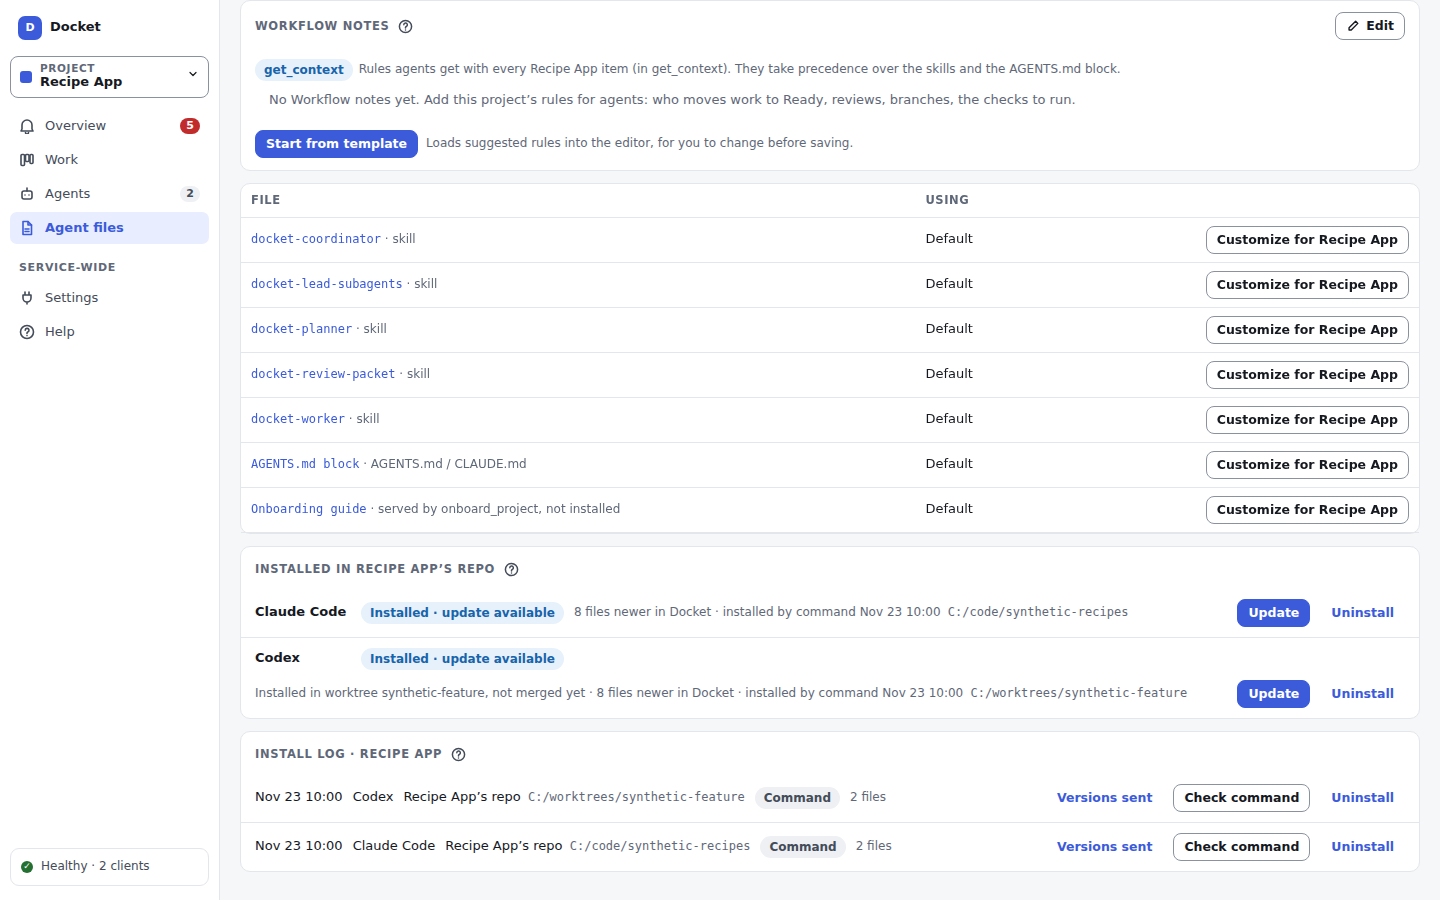 D Docket
PROJECT
Recipe App
Overview 5
Work
Agents 2
Agent files
SERVICE-WIDE
Settings
Help
Healthy · 2 clients
WORKFLOW NOTES
Edit
get_context Rules agents get with every Recipe App item (in get_context). They take precedence over the skills and the AGENTS.md block.
No Workflow notes yet. Add this project’s rules for agents: who moves work to Ready, reviews, branches, the checks to run.
Start from template Loads suggested rules into the editor, for you to change before saving.
FILE USING
docket-coordinator · skill Default Customize for Recipe App
docket-lead-subagents · skill Default Customize for Recipe App
docket-planner · skill Default Customize for Recipe App
docket-review-packet · skill Default Customize for Recipe App
docket-worker · skill Default Customize for Recipe App
AGENTS.md block · AGENTS.md / CLAUDE.md Default Customize for Recipe App
Onboarding guide · served by onboard_project, not installed Default Customize for Recipe App
INSTALLED IN RECIPE APP’S REPO
Claude Code Installed · update available 8 files newer in Docket · installed by command Nov 23 10:00 C:/code/synthetic-recipes Update Uninstall
Codex Installed · update available
Installed in worktree synthetic-feature, not merged yet · 8 files newer in Docket · installed by command Nov 23 10:00 C:/worktrees/synthetic-feature Update Uninstall
INSTALL LOG · RECIPE APP
Nov 23 10:00 Codex Recipe App’s repo C:/worktrees/synthetic-feature Command 2 files Versions sent Check command Uninstall
Nov 23 10:00 Claude Code Recipe App’s repo C:/code/synthetic-recipes Command 2 files Versions sent Check command Uninstall